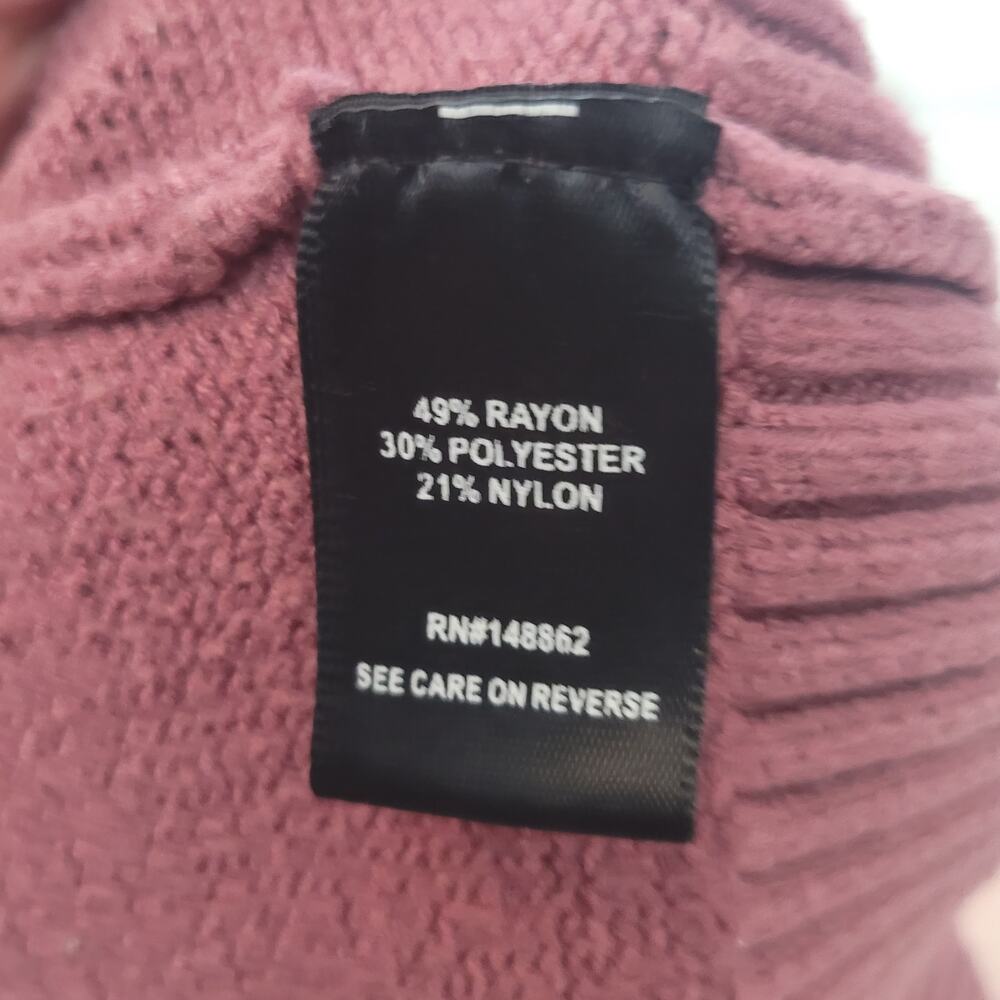 49% RAYON
30% POLYESTER
21% NYLON
RN#148862
SEE CARE ON REVERSE